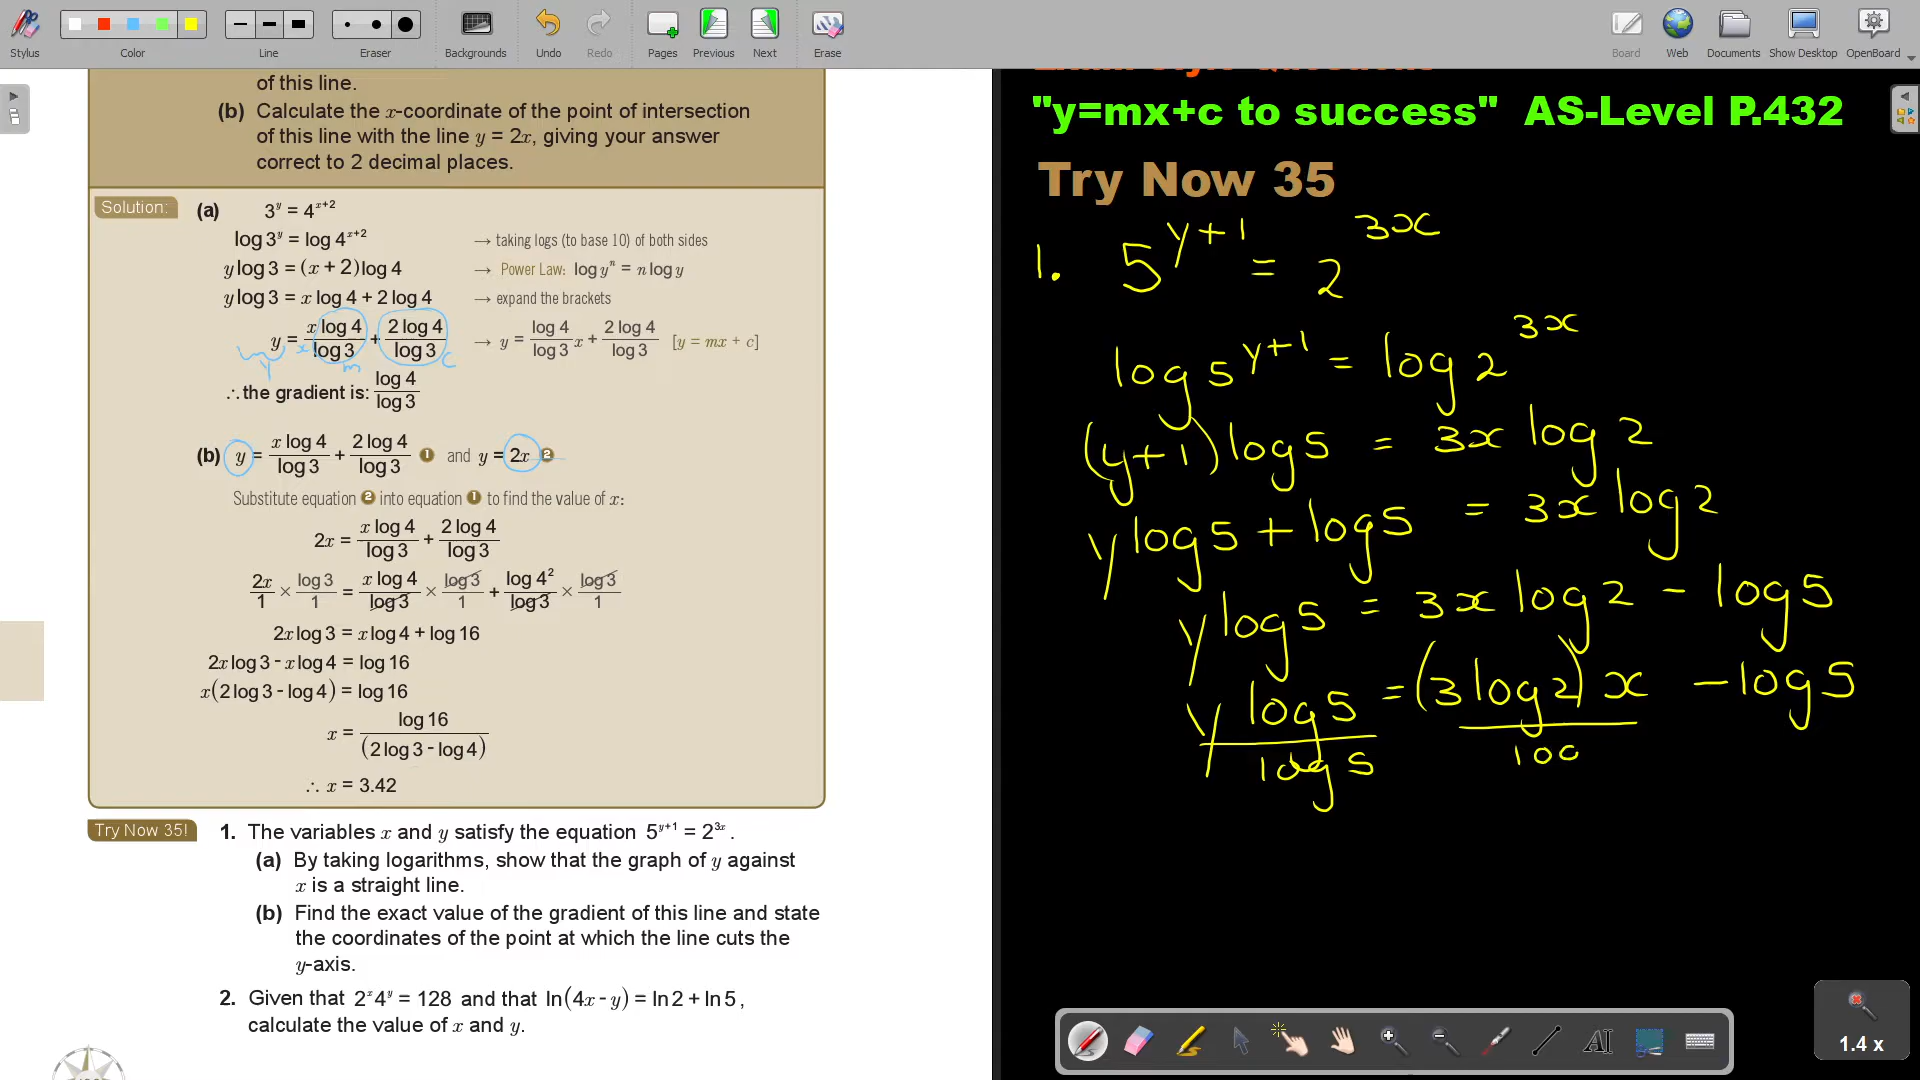 Stylus Color Line Eraser Backgrounds Undo Redo Pages Previous Next Erase Board Web Documents Show Desktop OpenBoard
of this line.
(b) Calculate the x-coordinate of the point of intersection
of this line with the line y = 2x, giving your answer
correct to 2 decimal places.
Solution:
(a) 3^y = 4^(x+2)
log 3^y = log 4^(x+2) → taking logs (to base 10) of both sides
y log 3 = (x + 2) log 4 → Power Law: log y^n = n log y
y log 3 = x log 4 + 2 log 4 → expand the brackets
y = x log 4 / log 3 + 2 log 4 / log 3 → y = log 4 / log 3 x + 2 log 4 / log 3 [y = mx + c]
y x m c
∴ the gradient is: log 4 / log 3
(b) y = x log 4 / log 3 + 2 log 4 / log 3 1 and y = 2x 2
Substitute equation 2 into equation 1 to find the value of x:
2x = x log 4 / log 3 + 2 log 4 / log 3
2x/1 × log 3 / 1 = x log 4 / log 3 × log 3 / 1 + log 4² / log 3 × log 3 / 1
2x log 3 = x log 4 + log 16
2x log 3 - x log 4 = log 16
x(2 log 3 - log 4) = log 16
x = log 16 / (2 log 3 - log 4)
∴ x = 3.42
Try Now 35!
1. The variables x and y satisfy the equation 5^(y+1) = 2^(3x).
(a) By taking logarithms, show that the graph of y against
x is a straight line.
(b) Find the exact value of the gradient of this line and state
the coordinates of the point at which the line cuts the
y-axis.
2. Given that 2^x 4^y = 128 and that ln(4x - y) = ln 2 + ln 5,
calculate the value of x and y.
"y=mx+c to success" AS-Level P.432
Try Now 35
1. 5^(y+1) = 2^(3x)
log 5^(y+1) = log 2^(3x)
(y+1) log 5 = 3x log 2
y log 5 + log 5 = 3x log 2
y log 5 = 3x log 2 - log 5
y log 5 = (3 log 2) x - log 5
log 5 loc
1.4 x